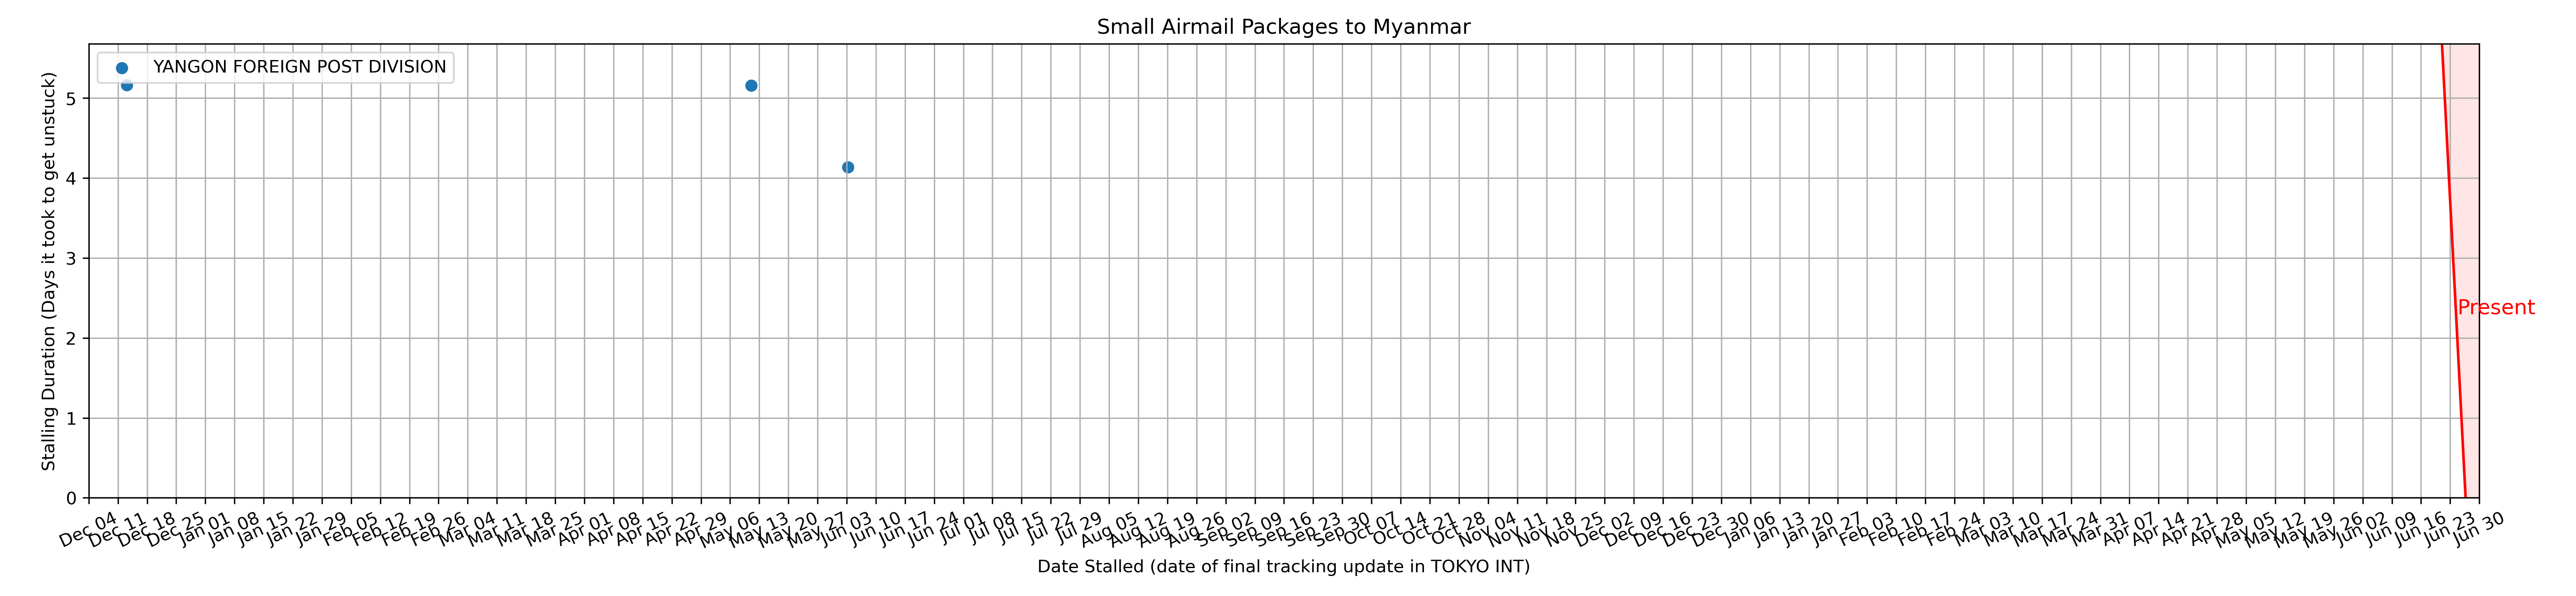 Small Airmail Packages to Myanmar
YANGON FOREIGN POST DIVISION
Stalling Duration (Days it took to get unstuck)
5
4
3
2
1
0
Present
Dec 04 Dec 11 Dec 18 Dec 25 Jan 01 Jan 08 Jan 15 Jan 22 Jan 29 Feb 05 Feb 12 Feb 19 Feb 26 Mar 04 Mar 11 Mar 18 Mar 25 Apr 01 Apr 08 Apr 15 Apr 22 Apr 29 May 06 May 13 May 20 May 27 Jun 03 Jun 10 Jun 17 Jun 24 Jul 01 Jul 08 Jul 15 Jul 22 Jul 29 Aug 05 Aug 12 Aug 19 Aug 26 Sep 02 Sep 09 Sep 16 Sep 23 Sep 30 Oct 07 Oct 14 Oct 21 Oct 28 Nov 04 Nov 11 Nov 18 Nov 25 Dec 02 Dec 09 Dec 16 Dec 23 Dec 30 Jan 06 Jan 13 Jan 20 Jan 27 Feb 03 Feb 10 Feb 17 Feb 24 Mar 03 Mar 10 Mar 17 Mar 24 Mar 31 Apr 07 Apr 14 Apr 21 Apr 28 May 05 May 12 May 19 May 26 Jun 02 Jun 09 Jun 16 Jun 23 Jun 30
Date Stalled (date of final tracking update in TOKYO INT)